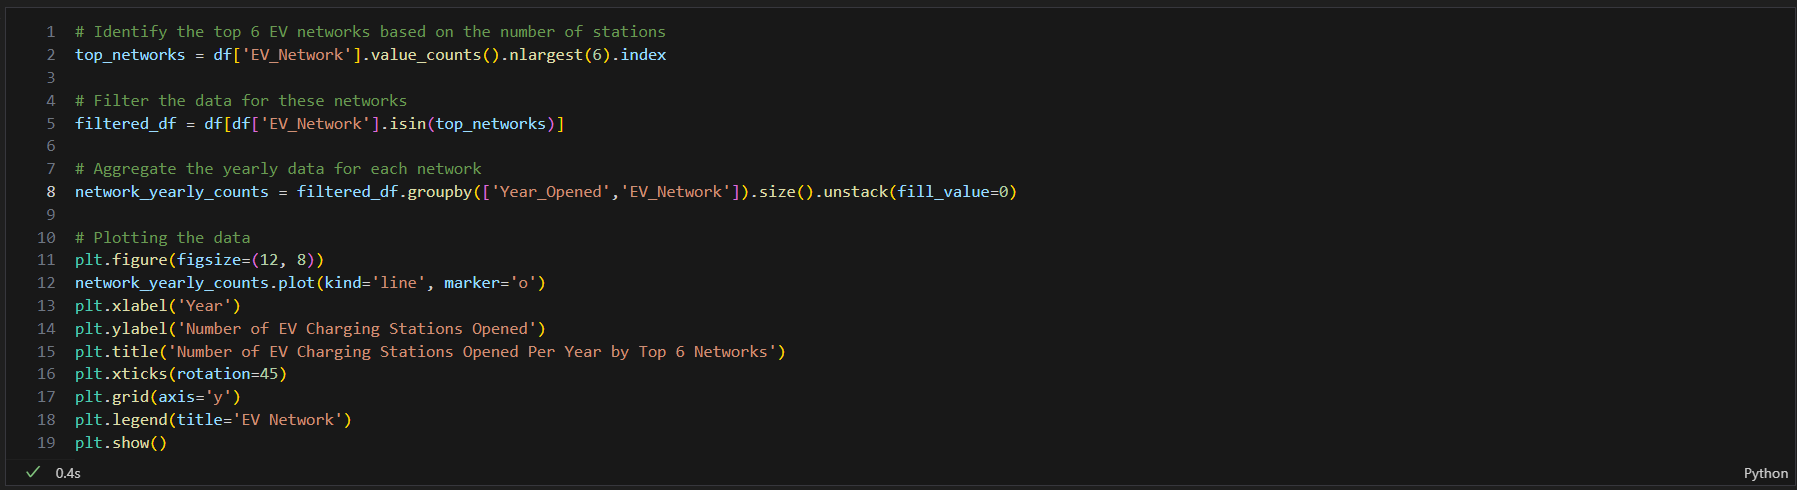 1 # Identify the top 6 EV networks based on the number of stations
2 top_networks = df['EV_Network'].value_counts().nlargest(6).index
3
4 # Filter the data for these networks
5 filtered_df = df[df['EV_Network'].isin(top_networks)]
6
7 # Aggregate the yearly data for each network
8 network_yearly_counts = filtered_df.groupby(['Year_Opened','EV_Network']).size().unstack(fill_value=0)
9
10 # Plotting the data
11 plt.figure(figsize=(12, 8))
12 network_yearly_counts.plot(kind='line', marker='o')
13 plt.xlabel('Year')
14 plt.ylabel('Number of EV Charging Stations Opened')
15 plt.title('Number of EV Charging Stations Opened Per Year by Top 6 Networks')
16 plt.xticks(rotation=45)
17 plt.grid(axis='y')
18 plt.legend(title='EV Network')
19 plt.show()
✓ 0.4s Python